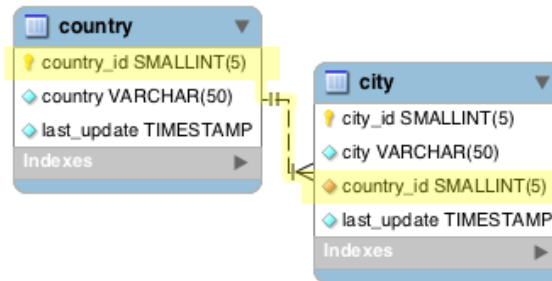 country
country_id SMALLINT(5)
country VARCHAR(50)
last_update TIMESTAMP
Indexes
city
city_id SMALLINT(5)
city VARCHAR(50)
country_id SMALLINT(5)
last_update TIMESTAMP
Indexes